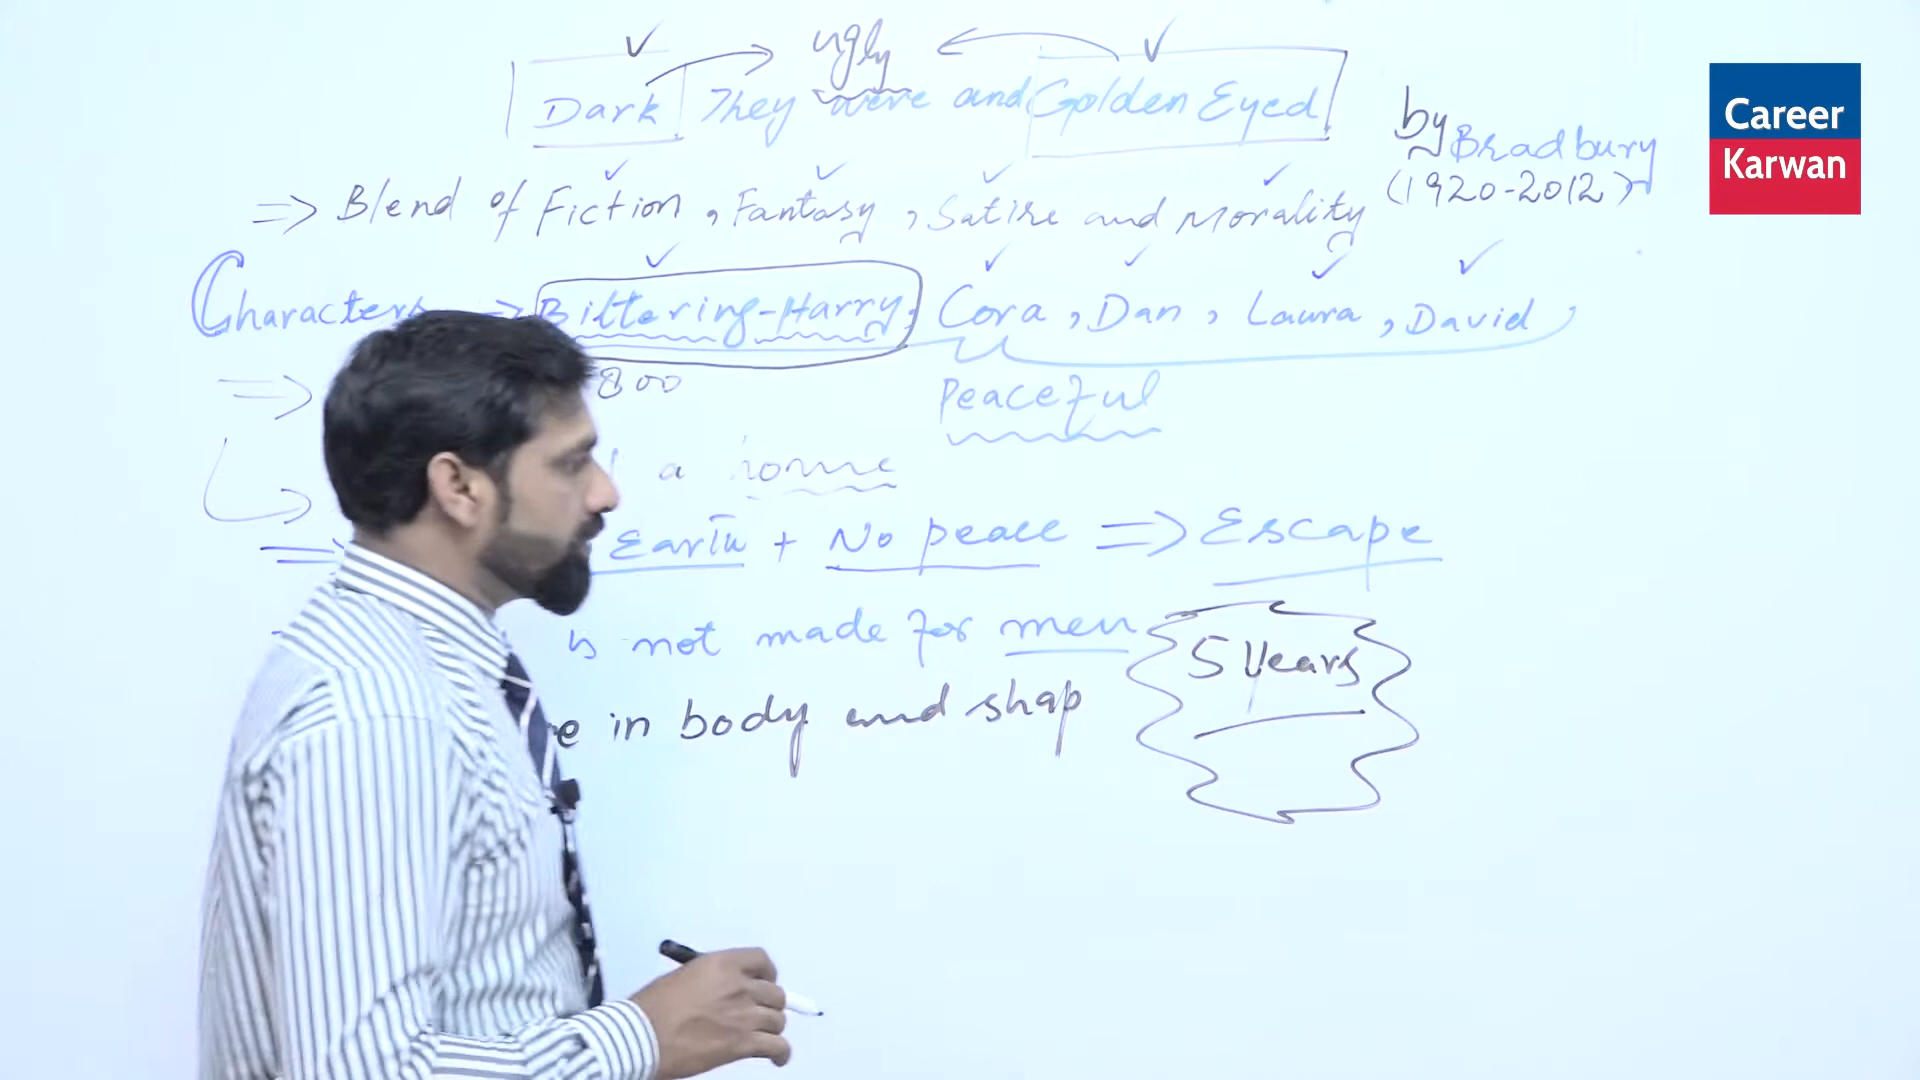 ugly
Dark They were and Golden Eyed
by Bradbury
(1920-2012)
⇒ Blend of Fiction, Fantasy, Satire and Morality
Characters → Bittering-Harry, Cora, Dan, Laura, David
⇒ 800
Peaceful
a home
⇒ Earth + No peace ⇒ Escape
is not made for men
5 Years
in body and shap
Career
Karwan